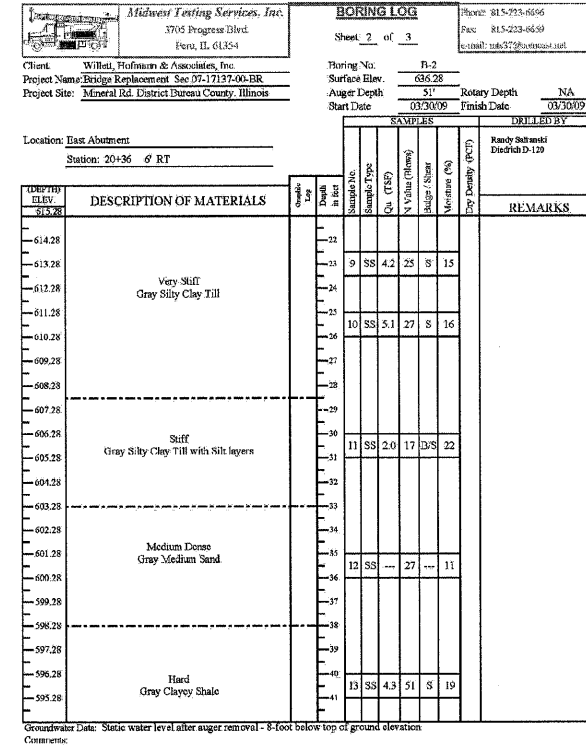 Midwest Testing Services, Inc.
3705 Progress Blvd.
Peru, IL 61354
BORING LOG
Sheet 2 of 3
Phone: 815-223-6696
Fax: 815-223-6659
e-mail: mts37@comcast.net
Client Willett, Hofmann & Associates, Inc.
Project Name: Bridge Replacement Sec 07-17137-00-BR
Project Site: Mineral Rd. District Bureau County. Illinois
Boring No. B-2
Surface Elev. 636.28
Auger Depth 51' Rotary Depth NA
Start Date 03/30/09 Finish Date 03/30/09
SAMPLES DRILLED BY
Location: East Abutment
Station: 20+36 6' RT
Randy Safranski
Diedrich D-120
(DEPTH)
ELEV.
615.28
DESCRIPTION OF MATERIALS
Graphic Log
Depth in feet
Sample No.
Sample Type
Qu (TSF)
N Value (Blows)
Bulge / Shear
Moisture (%)
Dry Density (PCF)
REMARKS
614.28 22
613.28 23 9 SS 4.2 25 S 15
Very Stiff
Gray Silty Clay Till
612.28 24
611.28 25
10 SS 5.1 27 S 16
610.28 26
609.28 27
608.28 28
607.28 29
606.28 30
Stiff
Gray Silty Clay Till with Silt layers
11 SS 2.0 17 B/S 22
605.28 31
604.28 32
603.28 33
602.28 34
Medium Dense
Gray Medium Sand
601.28 35
12 SS --- 27 --- 11
600.28 36
599.28 37
598.28 38
597.28 39
596.28 40
Hard
Gray Clayey Shale
13 SS 4.3 51 S 19
595.28 41
Groundwater Data: Static water level after auger removal - 8-foot below top of ground elevation
Comments: